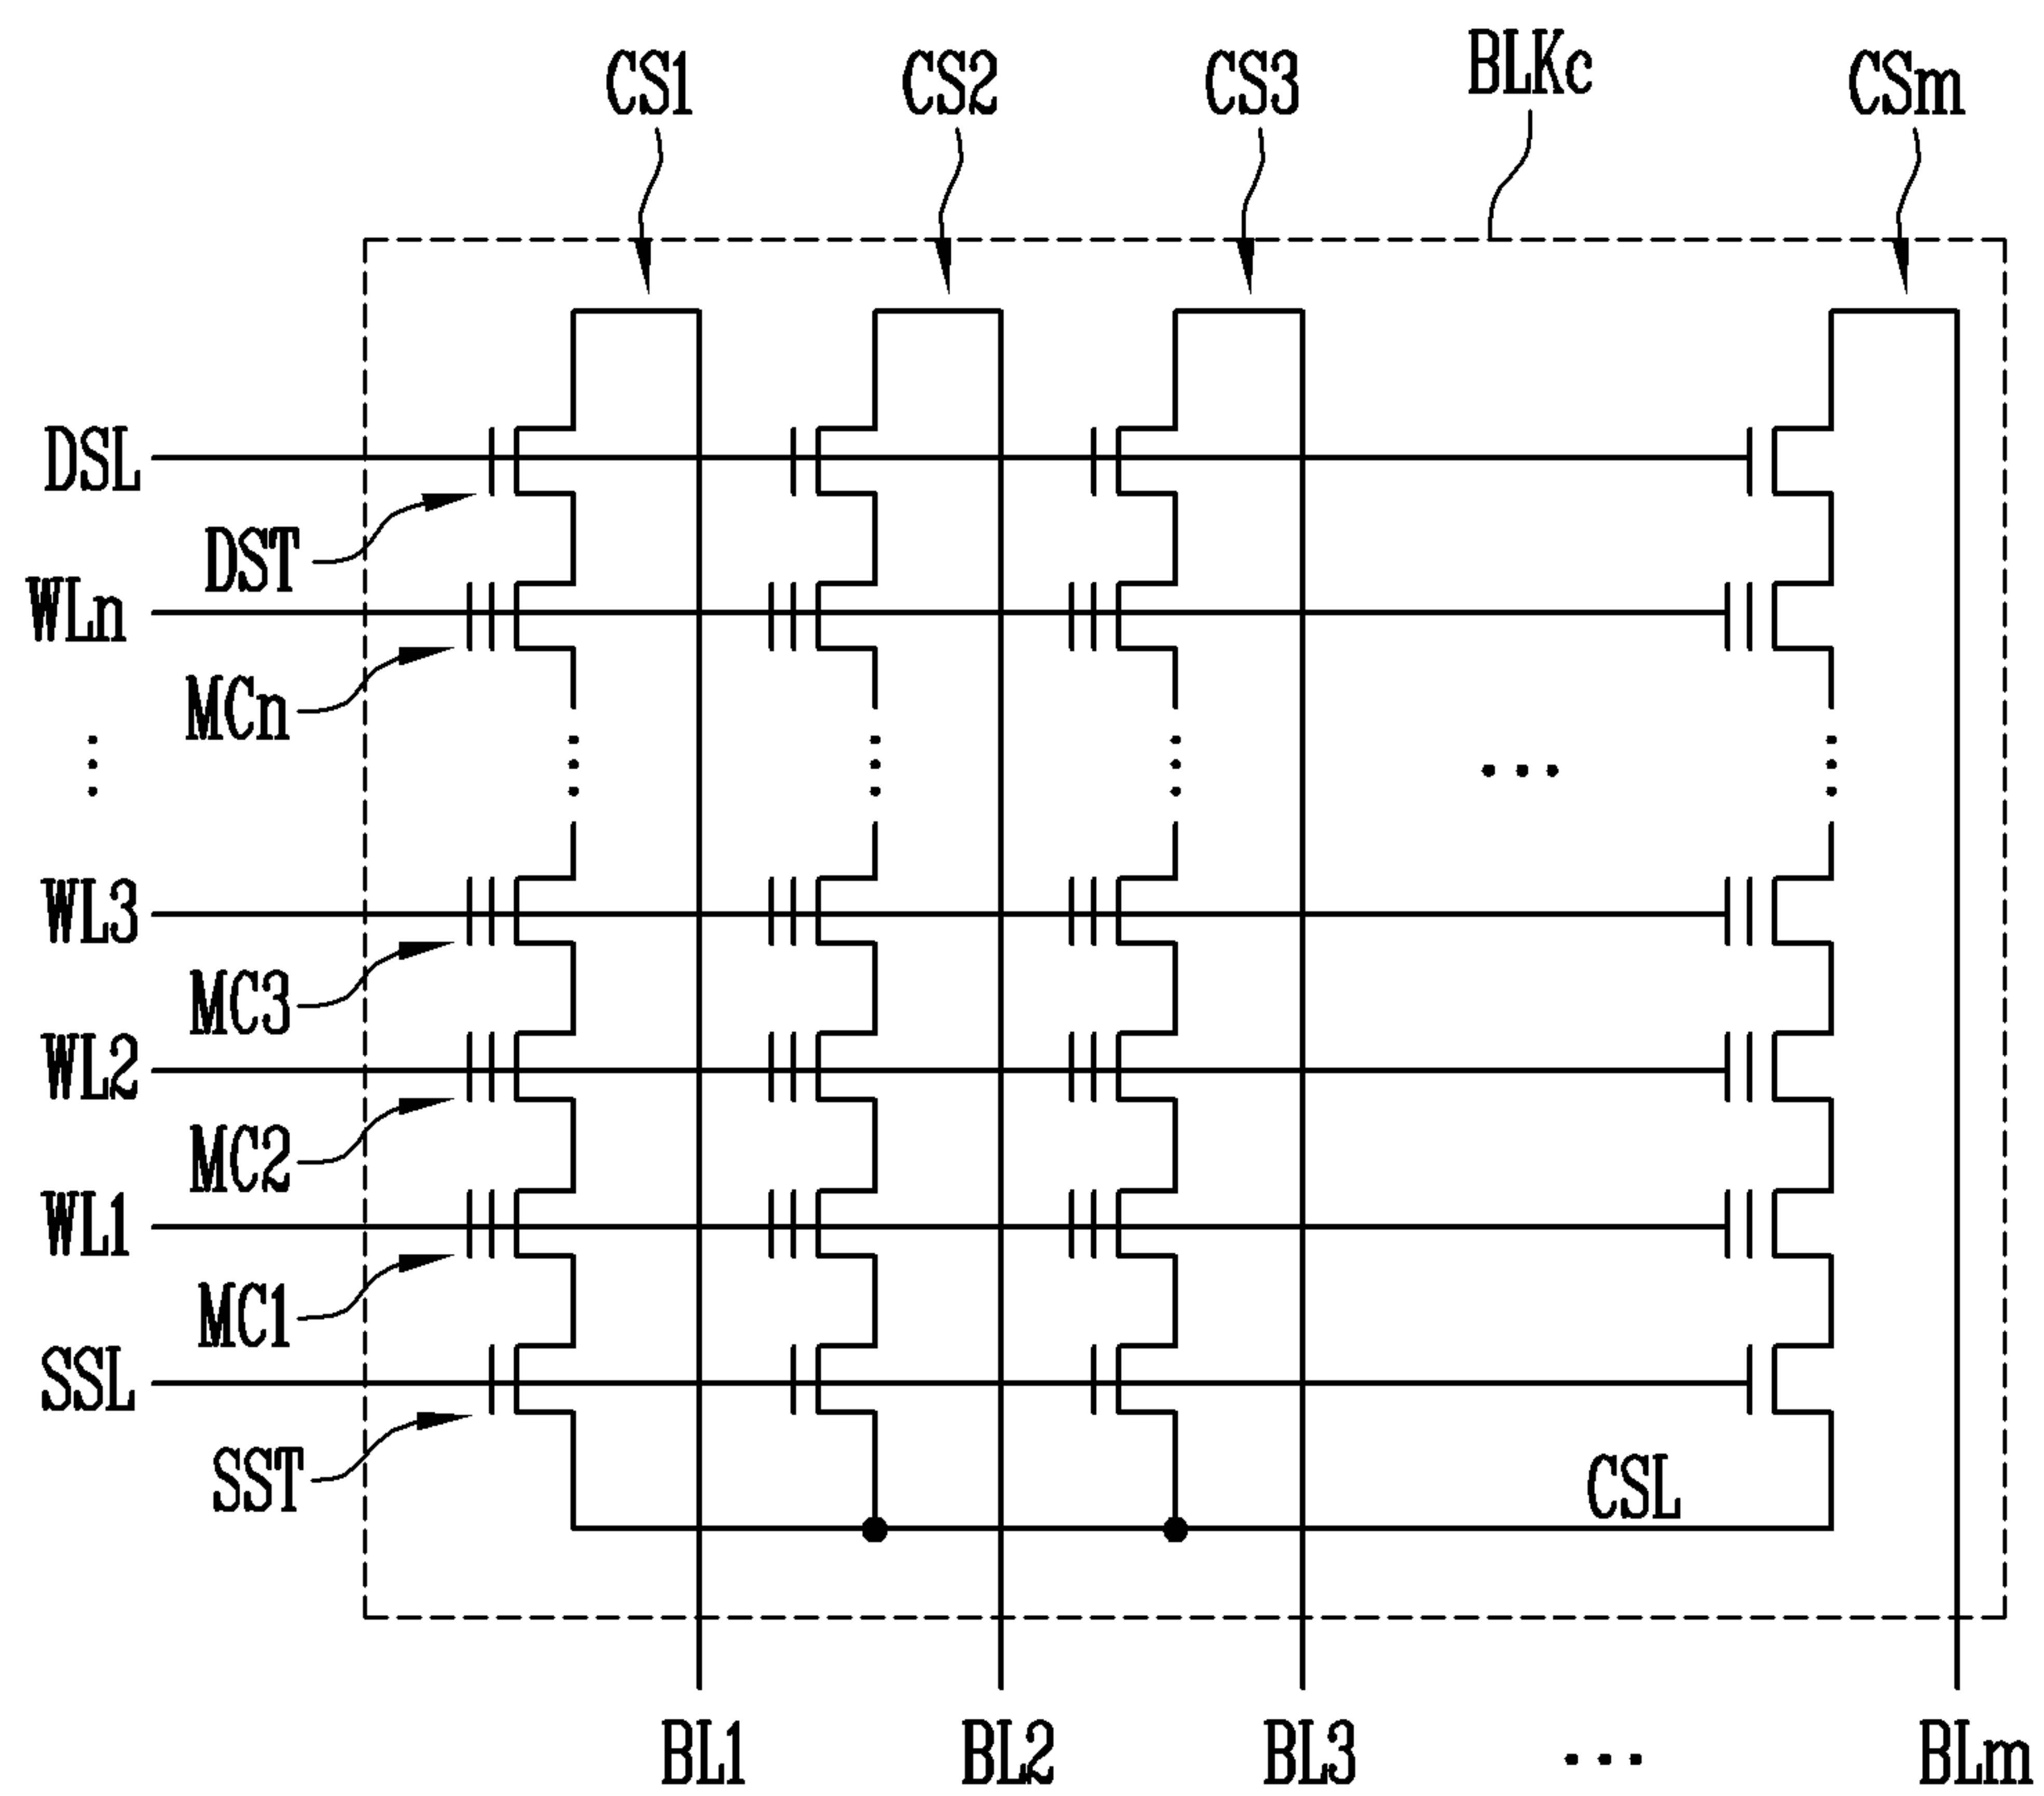 CS1 CS2 CS3 BLKc CSm
DSL
DST
WLn
MCn
⋮ ⋮ ⋮ ⋮ ... ⋮
WL3
MC3
WL2
MC2
WL1
MC1
SSL
SST
CSL
BL1 BL2 BL3 ... BLm